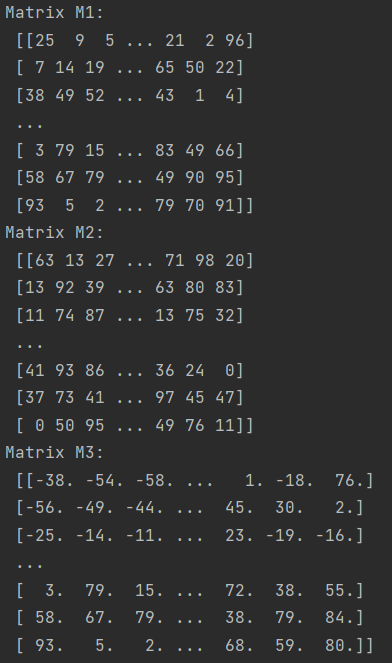 Matrix M1:
[[25  9  5 ... 21  2 96]
[ 7 14 19 ... 65 50 22]
[38 49 52 ... 43  1  4]
...
[ 3 79 15 ... 83 49 66]
[58 67 79 ... 49 90 95]
[93  5  2 ... 79 70 91]]
Matrix M2:
[[63 13 27 ... 71 98 20]
[13 92 39 ... 63 80 83]
[11 74 87 ... 13 75 32]
...
[41 93 86 ... 36 24  0]
[37 73 41 ... 97 45 47]
[ 0 50 95 ... 49 76 11]]
Matrix M3:
[[-38. -54. -58. ...   1. -18.  76.]
[-56. -49. -44. ...  45.  30.   2.]
[-25. -14. -11. ...  23. -19. -16.]
...
[  3.  79.  15. ...  72.  38.  55.]
[ 58.  67.  79. ...  38.  79.  84.]
[ 93.   5.   2. ...  68.  59.  80.]]